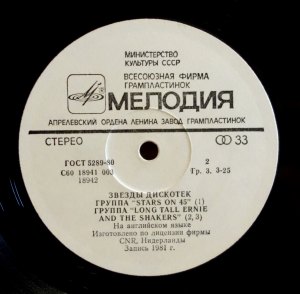 МИНИСТЕРСТВО
КУЛЬТУРЫ СССР
ВСЕСОЮЗНАЯ ФИРМА
ГРАМПЛАСТИНОК
МЕЛОДИЯ
АПРЕЛЕВСКИЙ ОРДЕНА ЛЕНИНА ЗАВОД ГРАМПЛАСТИНОК
СТЕРЕО 33
ГОСТ 5289-80 2
С60 18941 003 Гр. 3. 3-25
18942
ЗВЕЗДЫ ДИСКОТЕК
ГРУППА "STARS ON 45" (1)
ГРУППА "LONG TALL ERNIE
AND THE SHAKERS" (2, 3)
На английском языке
Изготовлено по лицензии фирмы
CNR, Нидерланды
Запись 1981 г.